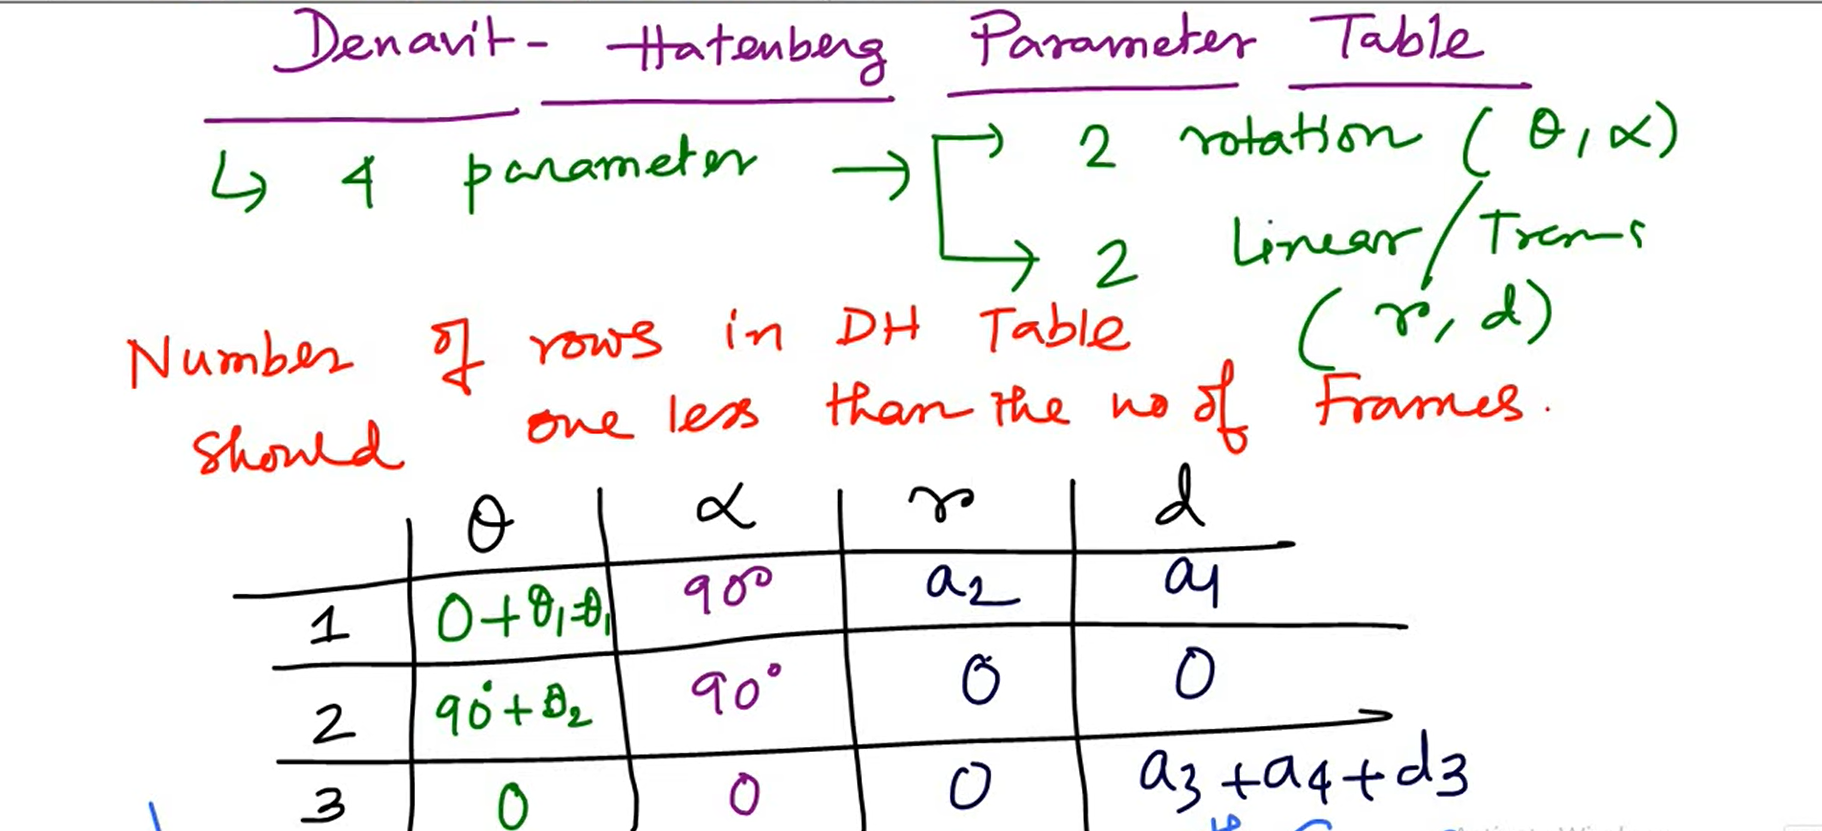 Denavit- Hatenberg Parameter Table
↳ 4 parameter → 2 rotation (θ, α)
2 Linear/Trans
(r, d)
Number of rows in DH Table
should one less than the no of Frames.
θ α r d
1 0+θ1=θ1 90° a2 a1
2 90°+θ2 90° 0 0
3 0 0 0 a3+a4+d3